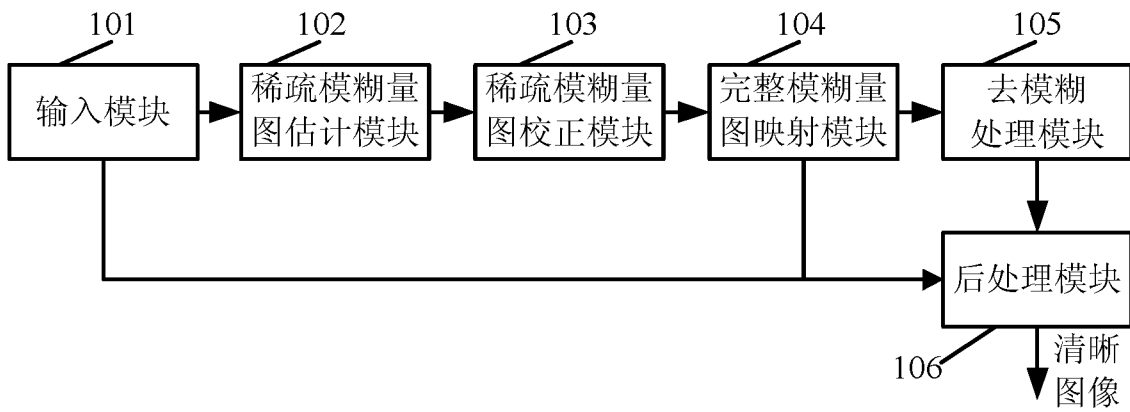 101
102
103
104
105
输入模块
稀疏模糊量
图估计模块
稀疏模糊量
图校正模块
完整模糊量
图映射模块
去模糊
处理模块
后处理模块
106
清晰
图像